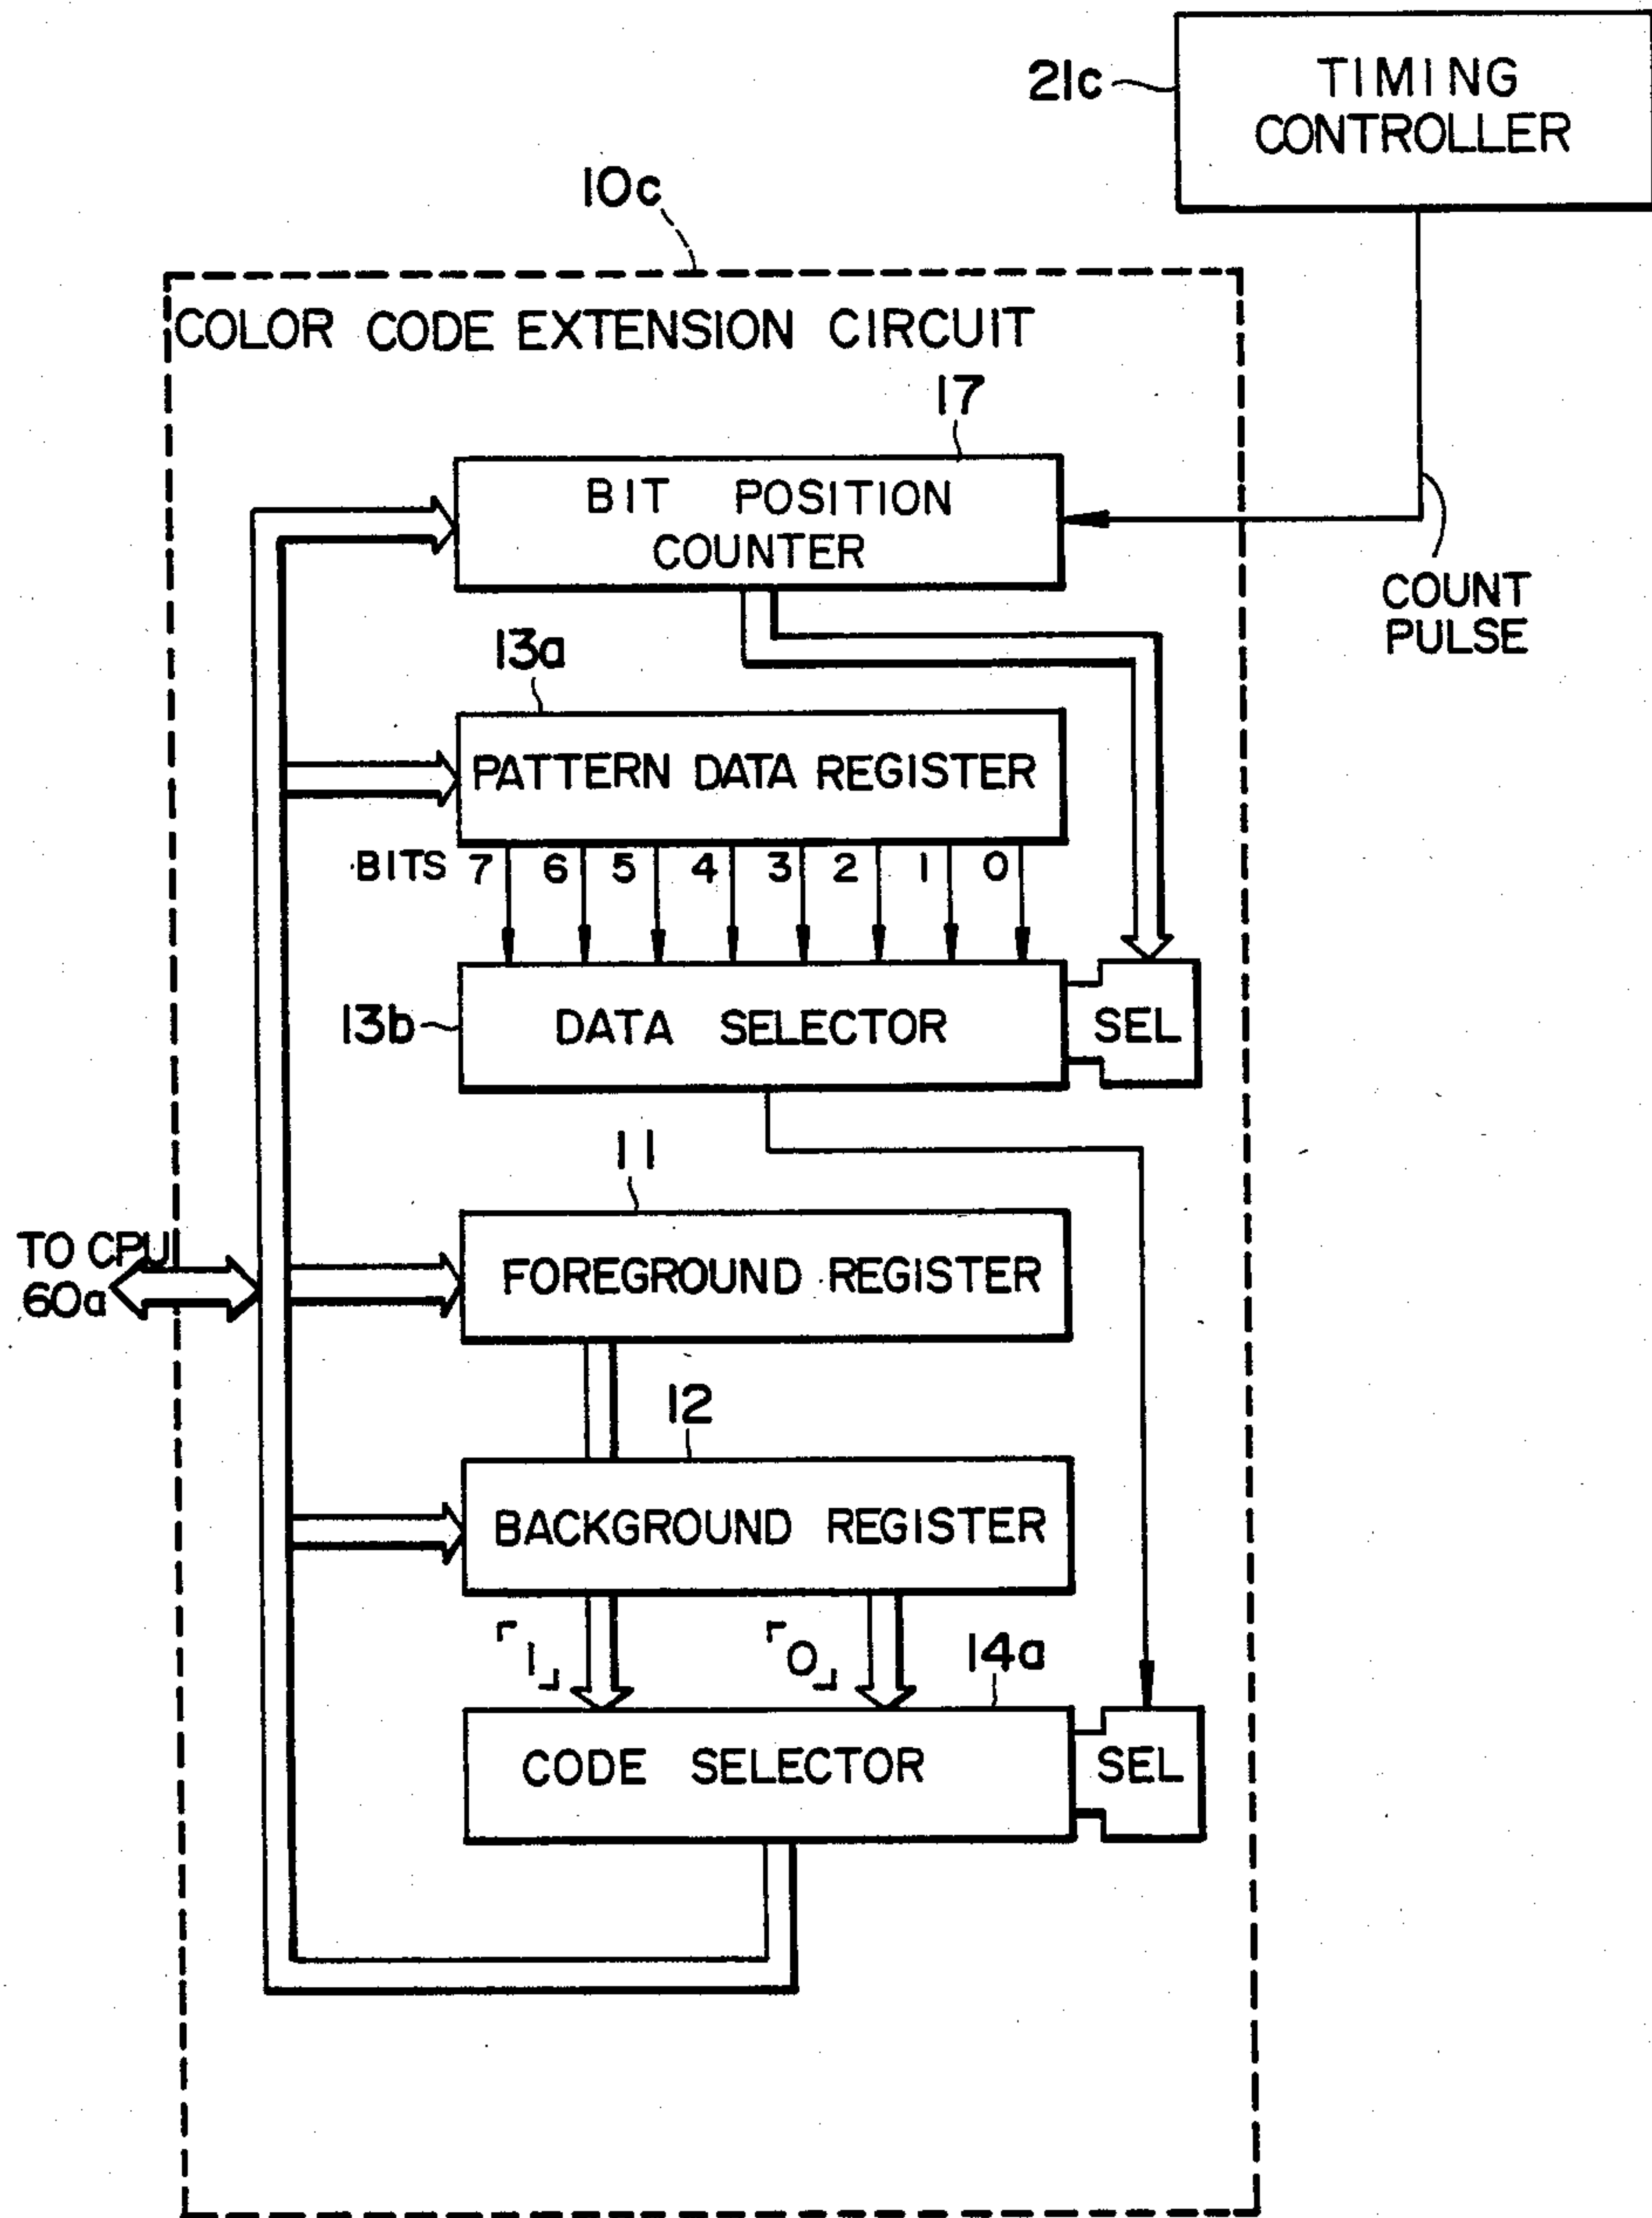 21c
TIMING
CONTROLLER
10c
COLOR CODE EXTENSION CIRCUIT
17
BIT POSITION
COUNTER
COUNT
PULSE
13a
PATTERN DATA REGISTER
BITS 7 6 5 4 3 2 1 0
13b
DATA SELECTOR
SEL
11
TO CPU
60a
FOREGROUND REGISTER
12
BACKGROUND REGISTER
「1」
「0」
14a
CODE SELECTOR
SEL